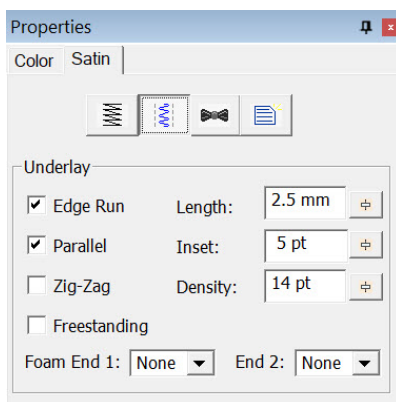 Properties
Color Satin
Underlay
Edge Run Length: 2.5 mm
Parallel Inset: 5 pt
Zig-Zag Density: 14 pt
Freestanding
Foam End 1: None End 2: None